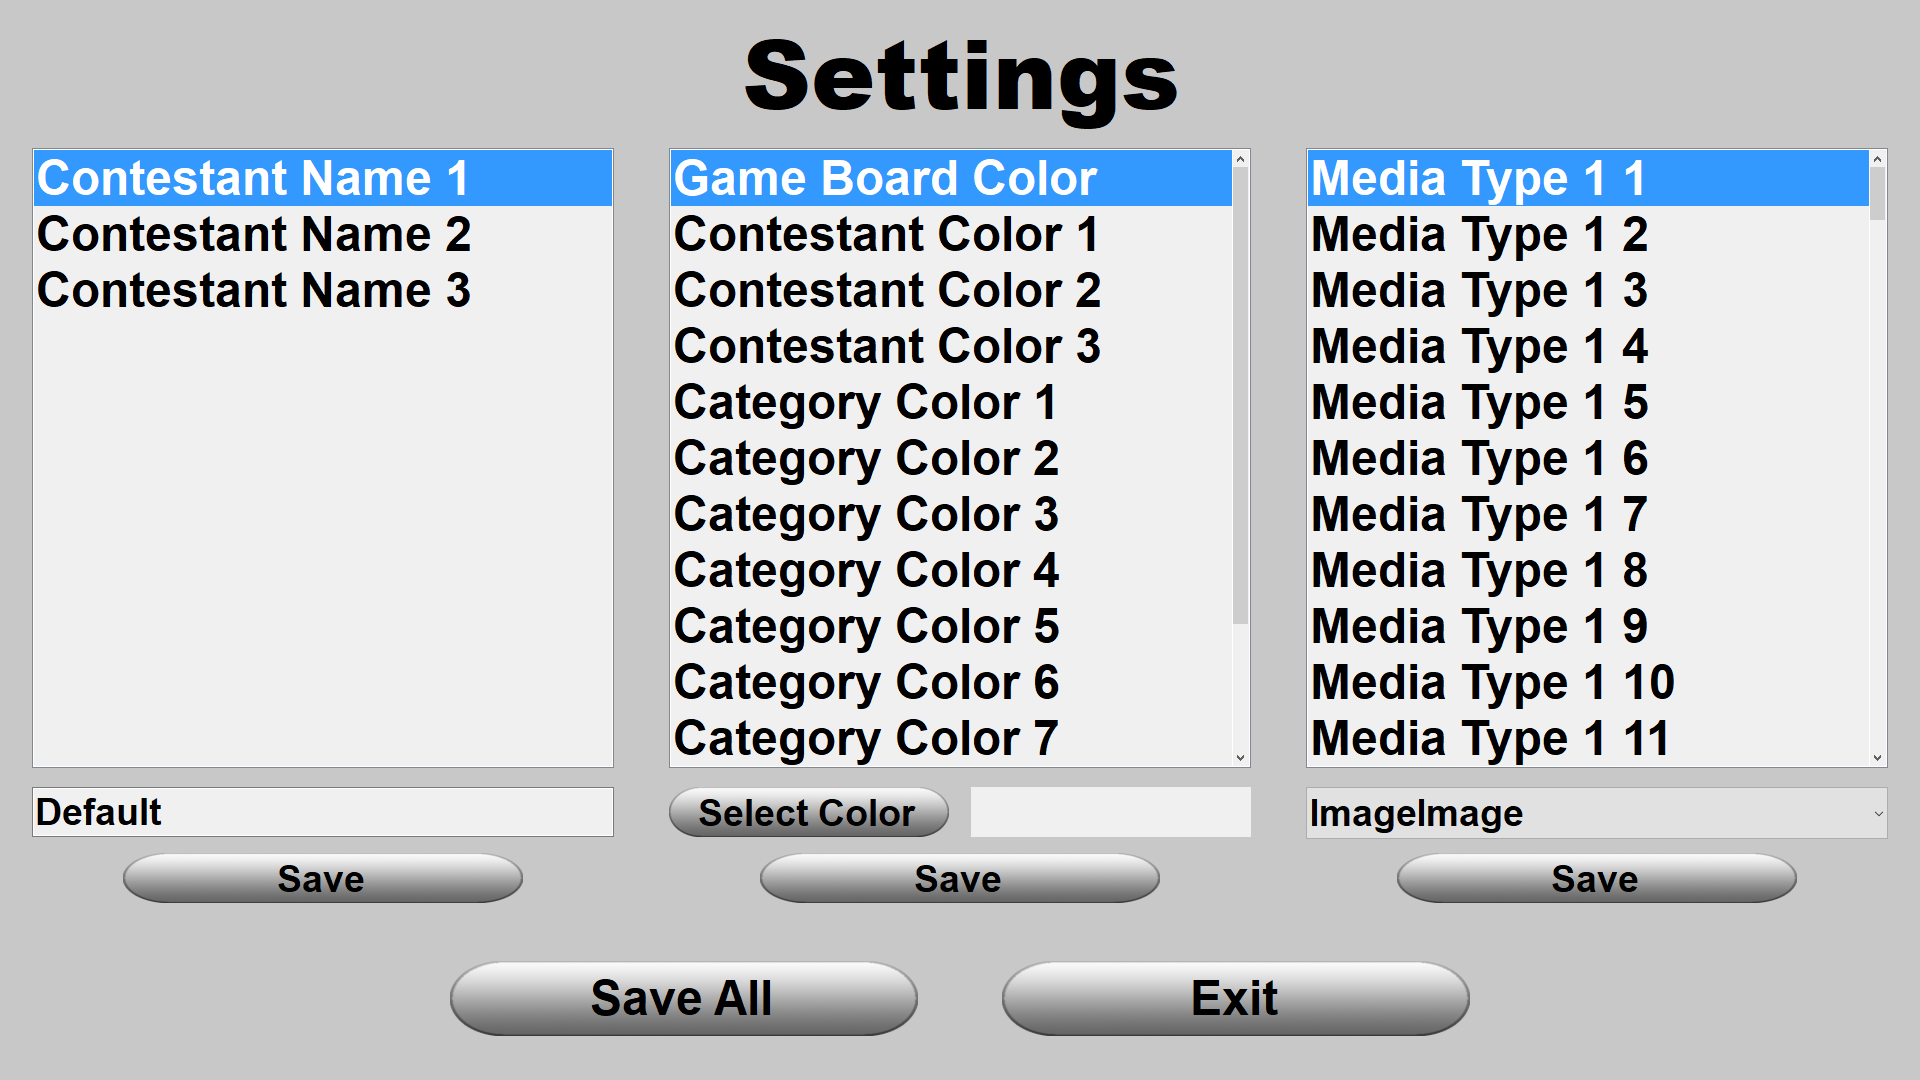 Settings
Contestant Name 1
Contestant Name 2
Contestant Name 3
Default
Save
Game Board Color
Contestant Color 1
Contestant Color 2
Contestant Color 3
Category Color 1
Category Color 2
Category Color 3
Category Color 4
Category Color 5
Category Color 6
Category Color 7
Select Color
Save
Media Type 1 1
Media Type 1 2
Media Type 1 3
Media Type 1 4
Media Type 1 5
Media Type 1 6
Media Type 1 7
Media Type 1 8
Media Type 1 9
Media Type 1 10
Media Type 1 11
ImageImage
Save
Save All
Exit